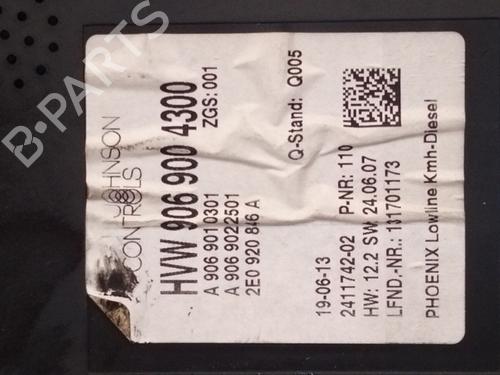 JOHNSON
CONTROLS
HVW 906 900 4300
ZGS: 001
A 906 9010301
A 906 9022501
2E0 920 846 A
Q-Stand: Q005
19-06-13
2411742-02 P-NR: 110
HW: 12.2 SW: 24.06.07
LFND.-NR.: 161701173
PHOENIX Lowline Kmh-Diesel
B-PARTS